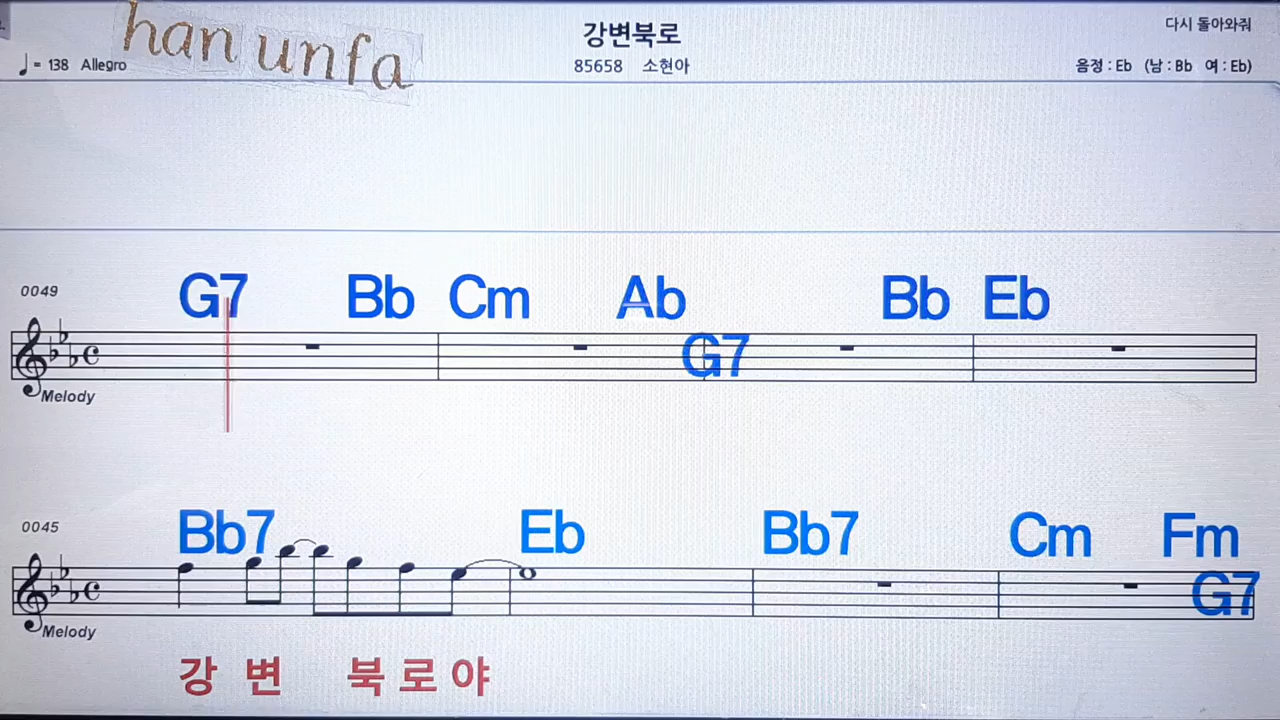 han unfa
강변북로
다시 돌아와줘
♩= 138 Allegro
85658 소현아
음정 : Eb (남 : Bb 여 : Eb)
0049
G7 Bb Cm Ab Bb Eb
G7
Melody
0045
Bb7 Eb Bb7 Cm Fm
G7
Melody
강 변 북 로 야